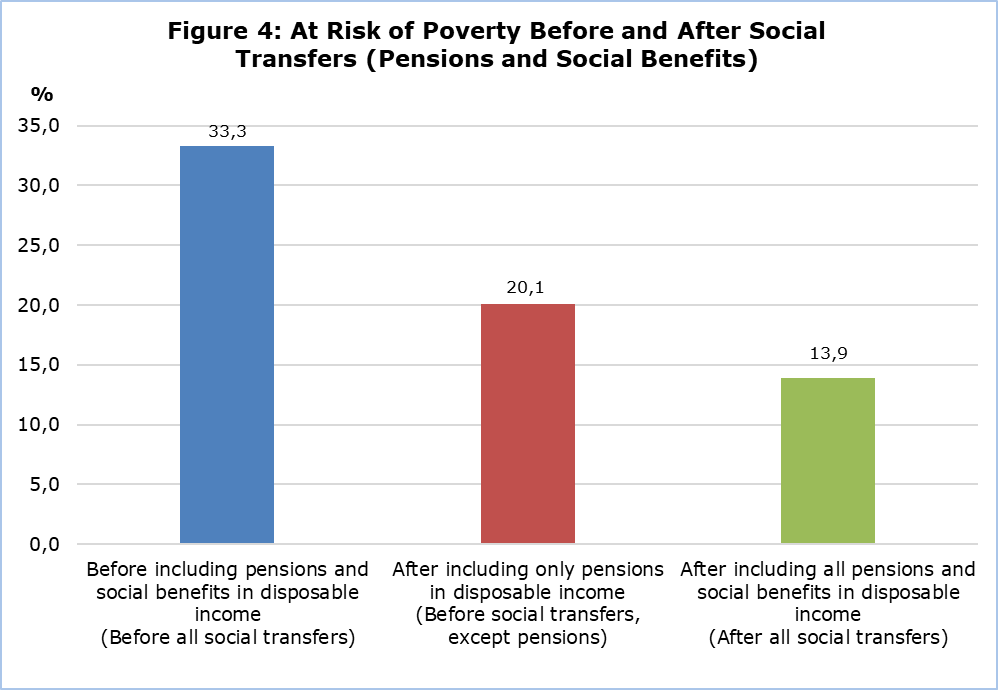 Figure 4: At Risk of Poverty Before and After Social
Transfers (Pensions and Social Benefits)
%
35,0
30,0
25,0
20,0
15,0
10,0
5,0
0,0
33,3
20,1
13,9
Before including pensions and
social benefits in disposable
income
(Before all social transfers)
After including only pensions
in disposable income
(Before social transfers,
except pensions)
After including all pensions and
social benefits in disposable
income
(After all social transfers)